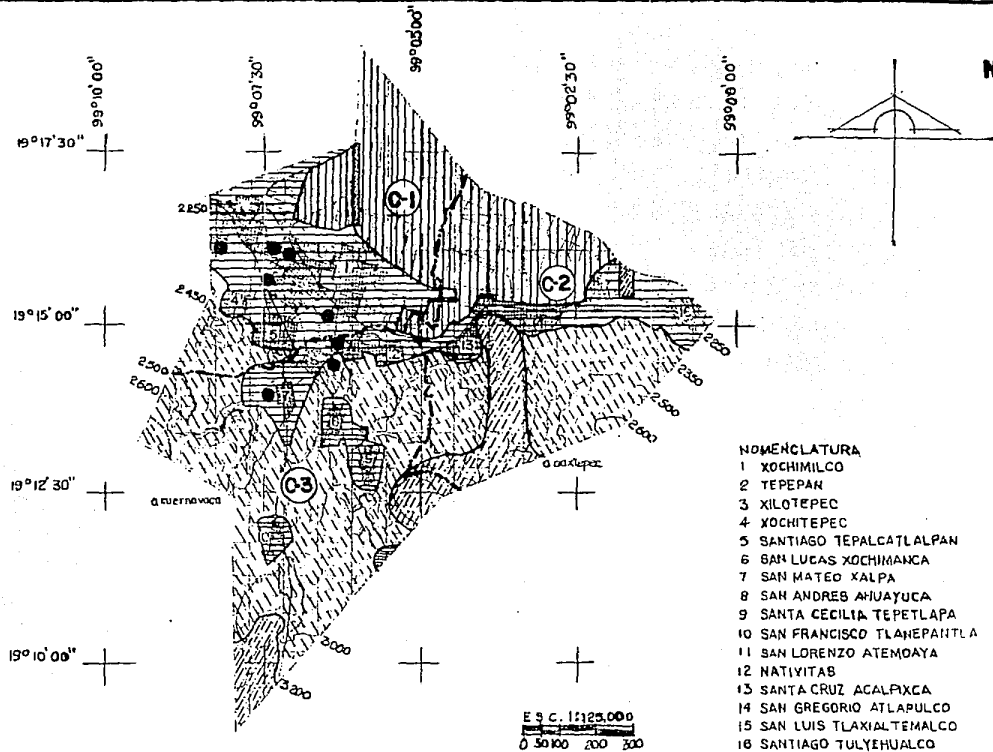 99°10'00"
99°07'30"
99°05'00"
99°02'30"
99°08'00"
N
19°17'30"
2250
C-1
C-2
2450
19°15'00"
2250
2350
2500
2600
2500
2600
19°12'30"
C-3
a cuernavaca
a oaxtepec
19°10'00"
3000
3200
ESC. 1:125,000
0 50 100 200 300
NOMENCLATURA
1 XOCHIMILCO
2 TEPEPAN
3 XILOTEPEC
4 XOCHITEPEC
5 SANTIAGO TEPALCATLALPAN
6 SAN LUCAS XOCHIMANCA
7 SAN MATEO XALPA
8 SAN ANDRES AHUAYUCA
9 SANTA CECILIA TEPETLAPA
10 SAN FRANCISCO TLANEPANTLA
11 SAN LORENZO ATEMOAYA
12 NATIVITAS
13 SANTA CRUZ ACALPIXCA
14 SAN GREGORIO ATLAPULCO
15 SAN LUIS TLAXIALTEMALCO
16 SANTIAGO TULYEHUALCO